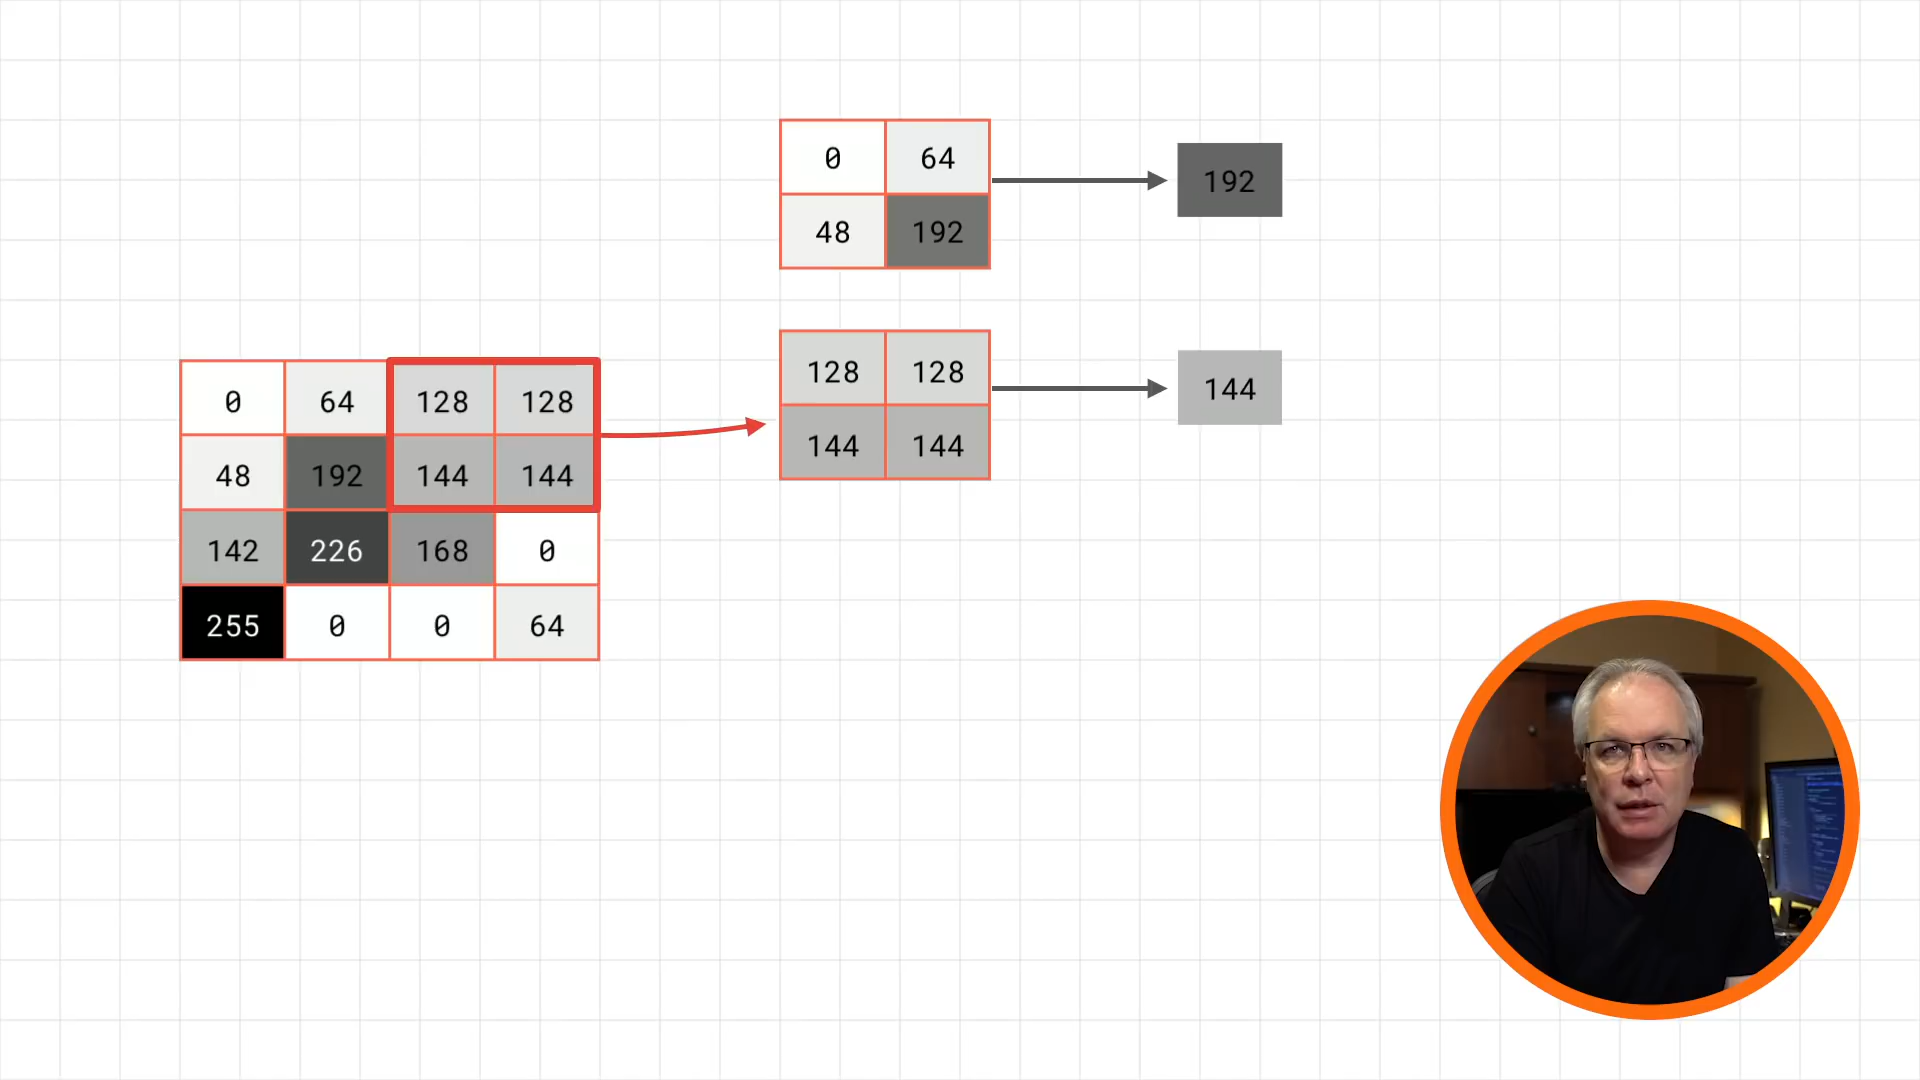 0 64
48 192
192
128 128
144 144
144
0 64 128 128
48 192 144 144
142 226 168 0
255 0 0 64